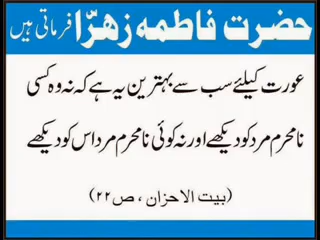 حضرت فاطمہ زہرؑا فرماتی ہیں
عورت کیلئے سب سے بہترین یہ ہے کہ نہ وہ کسی
نامحرم مرد کو دیکھے اور نہ کوئی نامحرم مرد اس کو دیکھے
(بیت الاحزان ، ص ۲۲)